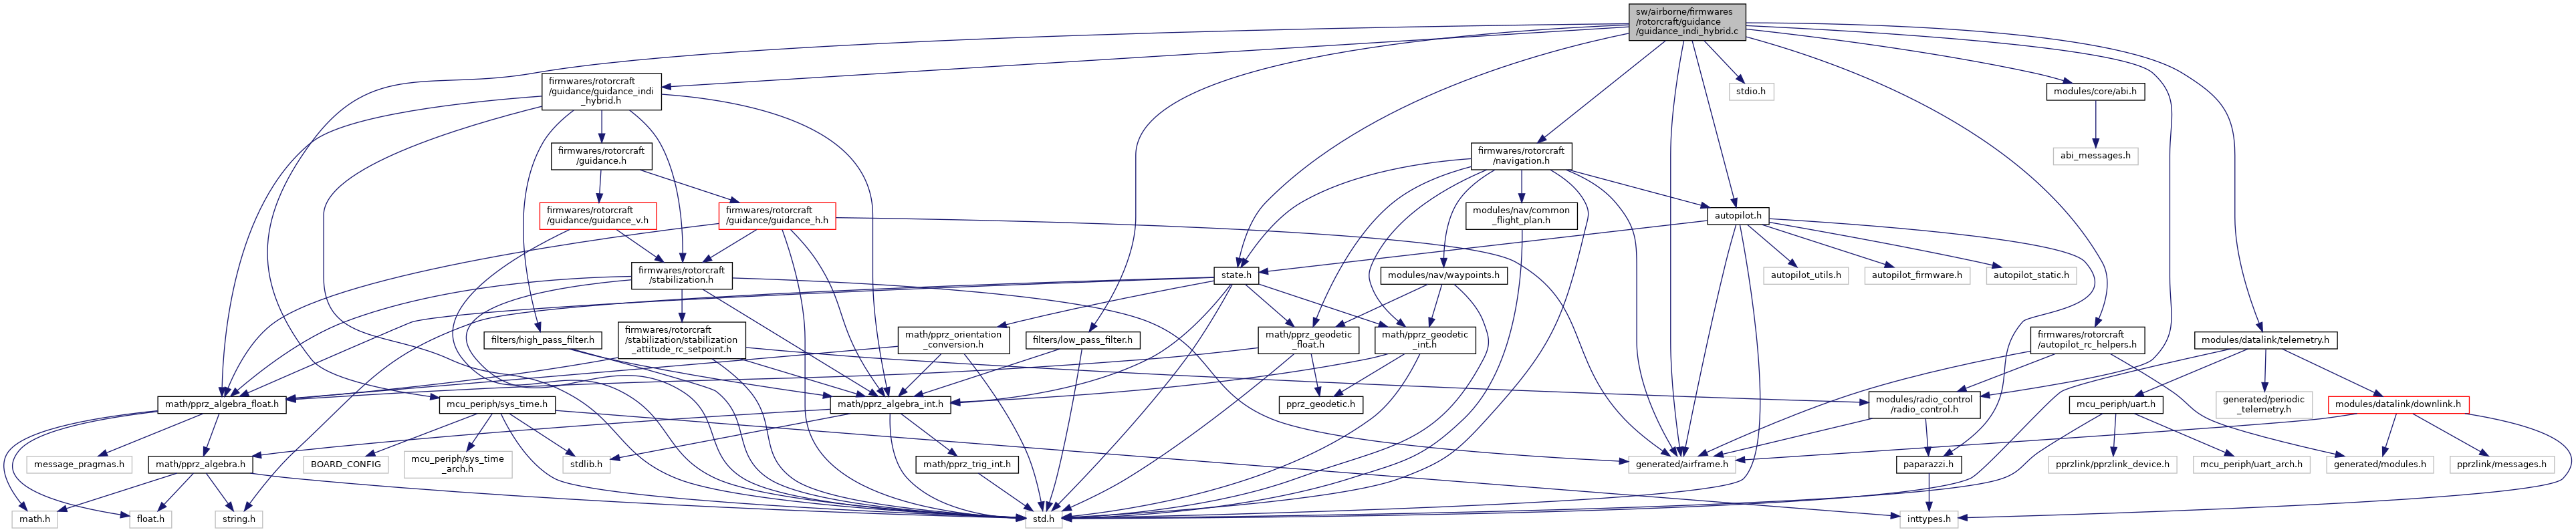 sw/airborne/firmwares
/rotorcraft/guidance
/guidance_indi_hybrid.c
firmwares/rotorcraft
/guidance/guidance_indi
_hybrid.h
stdio.h
modules/core/abi.h
firmwares/rotorcraft
/guidance.h
firmwares/rotorcraft
/navigation.h
abi_messages.h
firmwares/rotorcraft
/guidance/guidance_v.h
firmwares/rotorcraft
/guidance/guidance_h.h
modules/nav/common
_flight_plan.h
autopilot.h
firmwares/rotorcraft
/stabilization.h
state.h
modules/nav/waypoints.h
autopilot_utils.h
autopilot_firmware.h
autopilot_static.h
filters/high_pass_filter.h
firmwares/rotorcraft
/stabilization/stabilization
_attitude_rc_setpoint.h
math/pprz_orientation
_conversion.h
filters/low_pass_filter.h
math/pprz_geodetic
_float.h
math/pprz_geodetic
_int.h
firmwares/rotorcraft
/autopilot_rc_helpers.h
modules/datalink/telemetry.h
math/pprz_algebra_float.h
mcu_periph/sys_time.h
math/pprz_algebra_int.h
pprz_geodetic.h
modules/radio_control
/radio_control.h
mcu_periph/uart.h
generated/periodic
_telemetry.h
modules/datalink/downlink.h
message_pragmas.h
math/pprz_algebra.h
BOARD_CONFIG
mcu_periph/sys_time
_arch.h
stdlib.h
math/pprz_trig_int.h
generated/airframe.h
paparazzi.h
pprzlink/pprzlink_device.h
mcu_periph/uart_arch.h
generated/modules.h
pprzlink/messages.h
math.h
float.h
string.h
std.h
inttypes.h